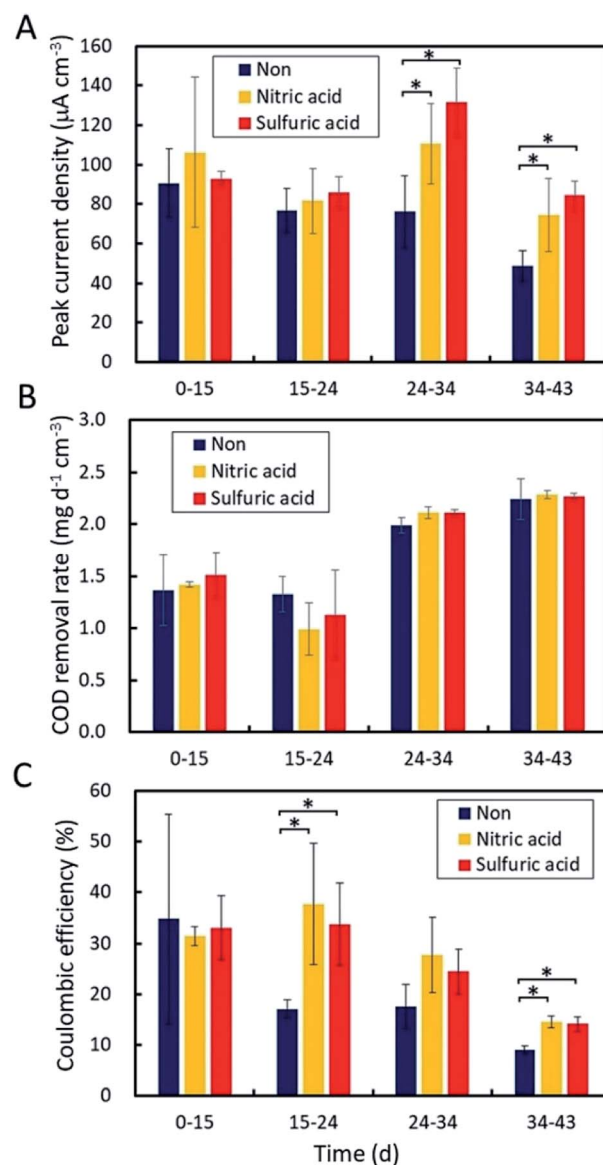 A
Peak current density (μA cm⁻³)
160
140
120
100
80
60
40
20
0
Non
Nitric acid
Sulfuric acid
*
*
*
*
0-15 15-24 24-34 34-43
B
COD removal rate (mg d⁻¹ cm⁻³)
3.0
2.5
2.0
1.5
1.0
0.5
0.0
Non
Nitric acid
Sulfuric acid
0-15 15-24 24-34 34-43
C
Coulombic efficiency (%)
60
50
40
30
20
10
0
*
*
Non
Nitric acid
Sulfuric acid
*
*
0-15 15-24 24-34 34-43
Time (d)